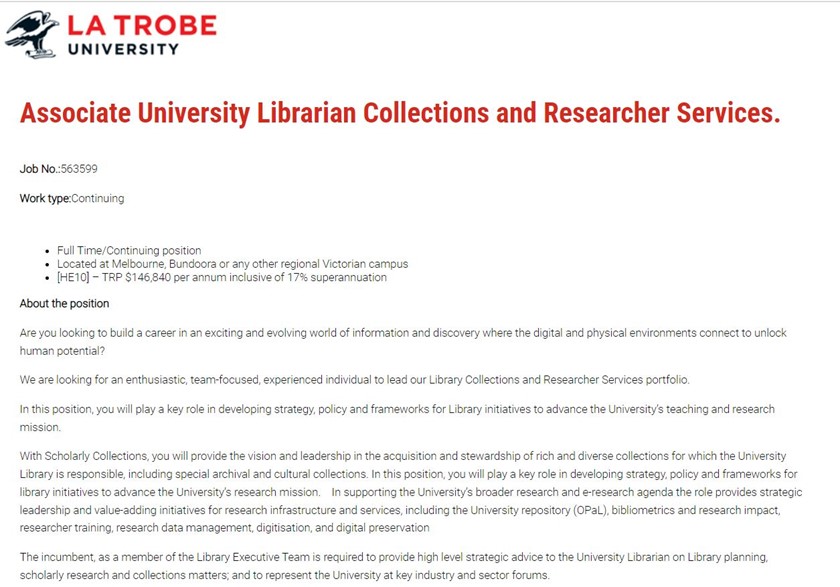 LA TROBE
UNIVERSITY
Associate University Librarian Collections and Researcher Services.
Job No.:563599
Work type:Continuing
• Full Time/Continuing position
• Located at Melbourne, Bundoora or any other regional Victorian campus
• [HE10] – TRP $146,840 per annum inclusive of 17% superannuation
About the position
Are you looking to build a career in an exciting and evolving world of information and discovery where the digital and physical environments connect to unlock
human potential?
We are looking for an enthusiastic, team-focused, experienced individual to lead our Library Collections and Researcher Services portfolio.
In this position, you will play a key role in developing strategy, policy and frameworks for Library initiatives to advance the University's teaching and research
mission.
With Scholarly Collections, you will provide the vision and leadership in the acquisition and stewardship of rich and diverse collections for which the University
Library is responsible, including special archival and cultural collections. In this position, you will play a key role in developing strategy, policy and frameworks for
library initiatives to advance the University's research mission. In supporting the University's broader research and e-research agenda the role provides strategic
leadership and value-adding initiatives for research infrastructure and services, including the University repository (OPaL), bibliometrics and research impact,
researcher training, research data management, digitisation, and digital preservation
The incumbent, as a member of the Library Executive Team is required to provide high level strategic advice to the University Librarian on Library planning,
scholarly research and collections matters; and to represent the University at key industry and sector forums.